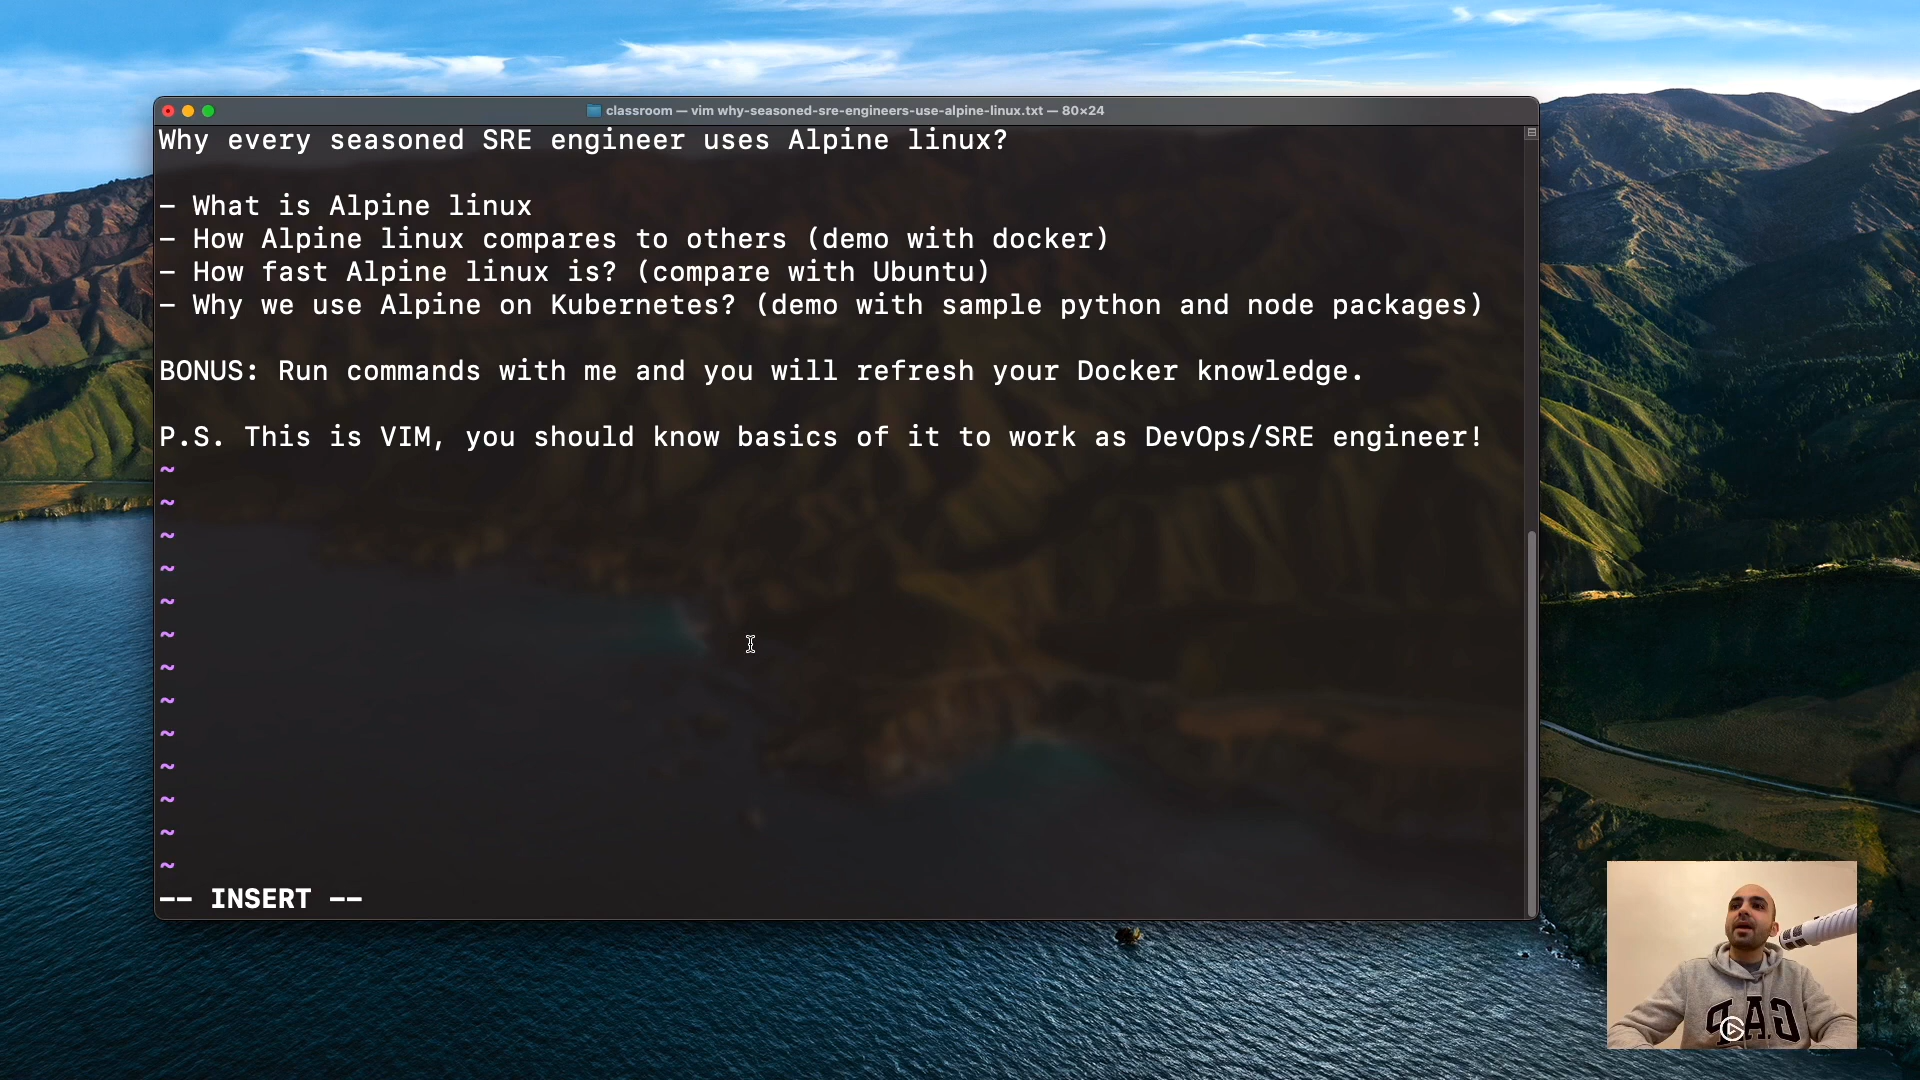 classroom — vim why-seasoned-sre-engineers-use-alpine-linux.txt — 80×24
Why every seasoned SRE engineer uses Alpine linux?
- What is Alpine linux
- How Alpine linux compares to others (demo with docker)
- How fast Alpine linux is? (compare with Ubuntu)
- Why we use Alpine on Kubernetes? (demo with sample python and node packages)
BONUS: Run commands with me and you will refresh your Docker knowledge.
P.S. This is VIM, you should know basics of it to work as DevOps/SRE engineer!
~
~
~
~
~
~
~
~
~
~
~
~
~
-- INSERT --
GAP